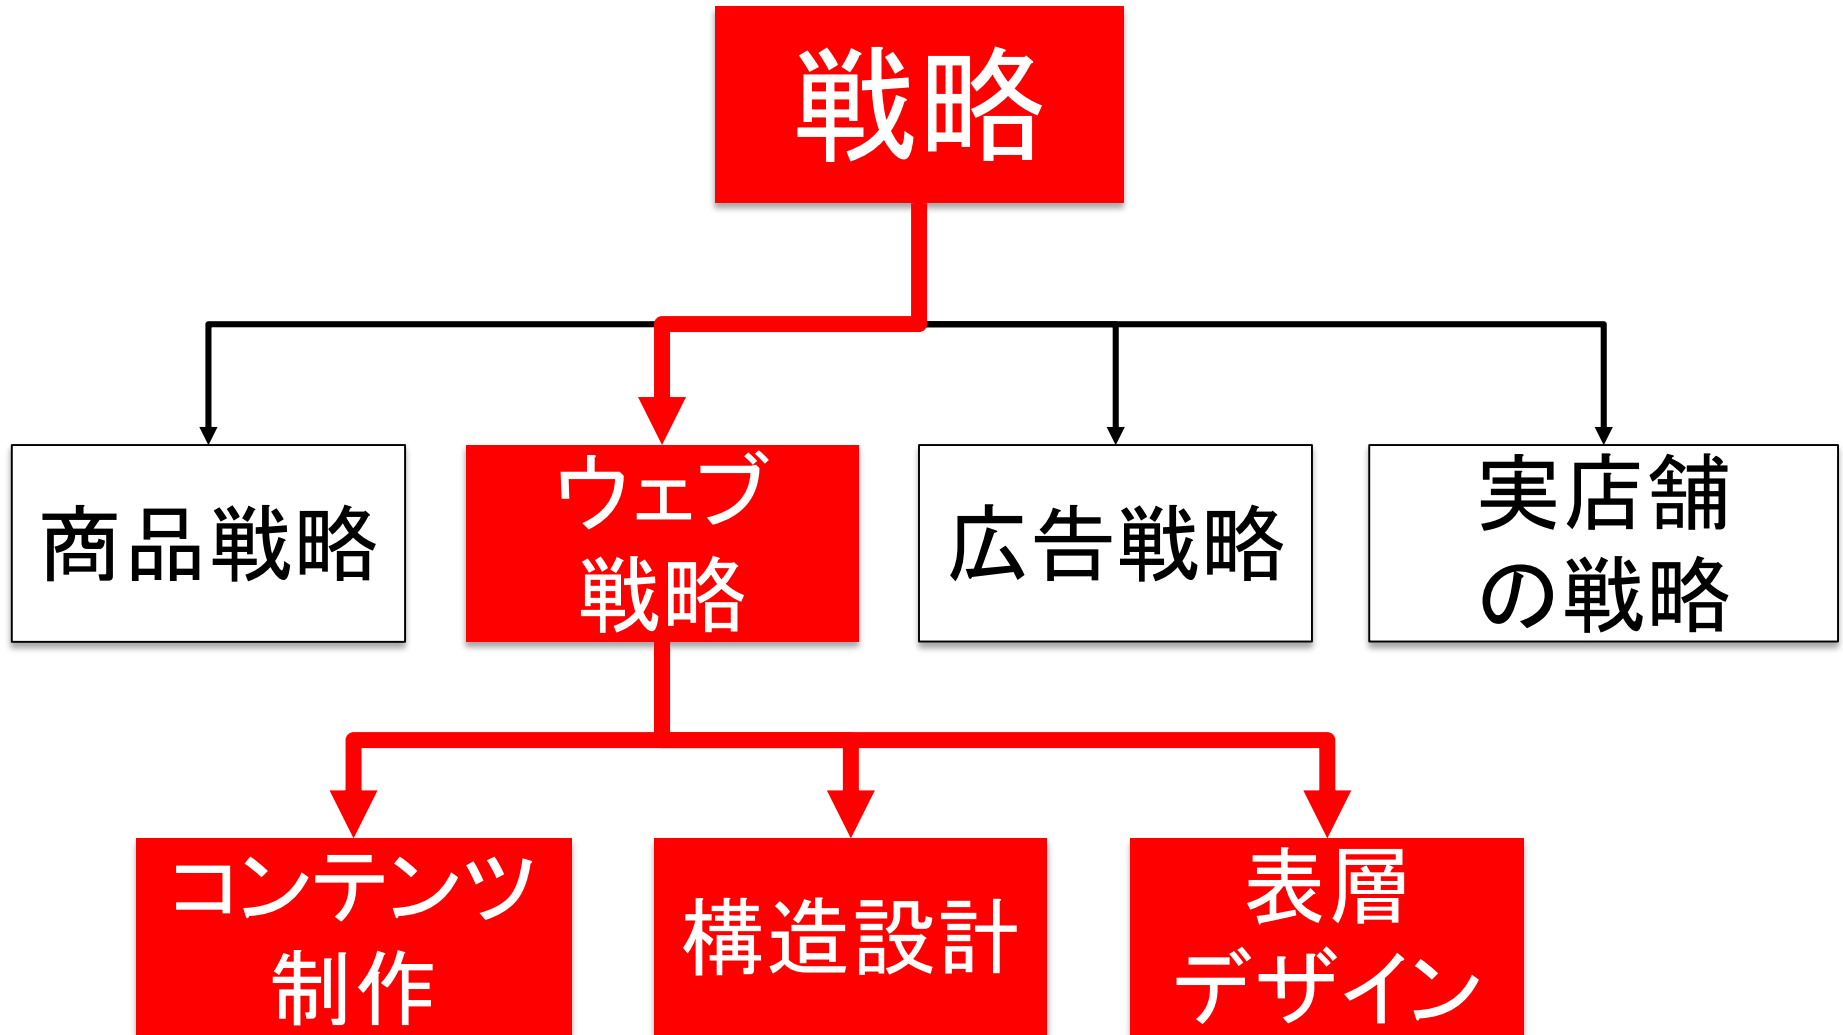 戦略
商品戦略
ウェブ
戦略
広告戦略
実店舗
の戦略
コンテンツ
制作
構造設計
表層
デザイン